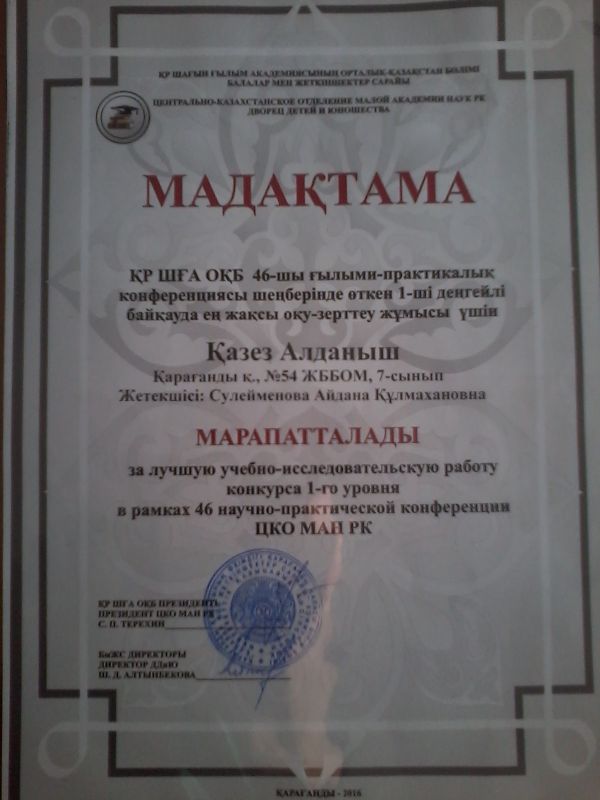 ҚР ШАҒЫН ҒЫЛЫМ АКАДЕМИЯСЫНЫҢ ОРТАЛЫҚ-ҚАЗАҚСТАН БӨЛІМІ
БАЛАЛАР МЕН ЖЕТКІНШЕКТЕР САРАЙЫ
ЦЕНТРАЛЬНО-КАЗАХСТАНСКОЕ ОТДЕЛЕНИЕ МАЛОЙ АКАДЕМИИ НАУК РК
ДВОРЕЦ ДЕТЕЙ И ЮНОШЕСТВА
МАДАҚТАМА
ҚР ШҒА ОҚБ 46-шы ғылыми-практикалық
конференциясы шеңберінде өткен 1-ші деңгейлі
байқауда ең жақсы оқу-зерттеу жұмысы үшін
Қазез Алданыш
Қарағанды қ., №54 ЖББОМ, 7-сынып
Жетекшісі: Сулейменова Айдана Құлмахановна
МАРАПАТТАЛАДЫ
за лучшую учебно-исследовательскую работу
конкурса 1-го уровня
в рамках 46 научно-практической конференции
ЦКО МАН РК
ҚР ШҒА ОҚБ ПРЕЗИДЕНТІ
ПРЕЗИДЕНТ ЦКО МАН РК
С. П. ТЕРЕХИН
БжЖС ДИРЕКТОРЫ
ДИРЕКТОР ДДиЮ
Ш. Д. АЛТЫНБЕКОВА
ҚАРАҒАНДЫ - 2016